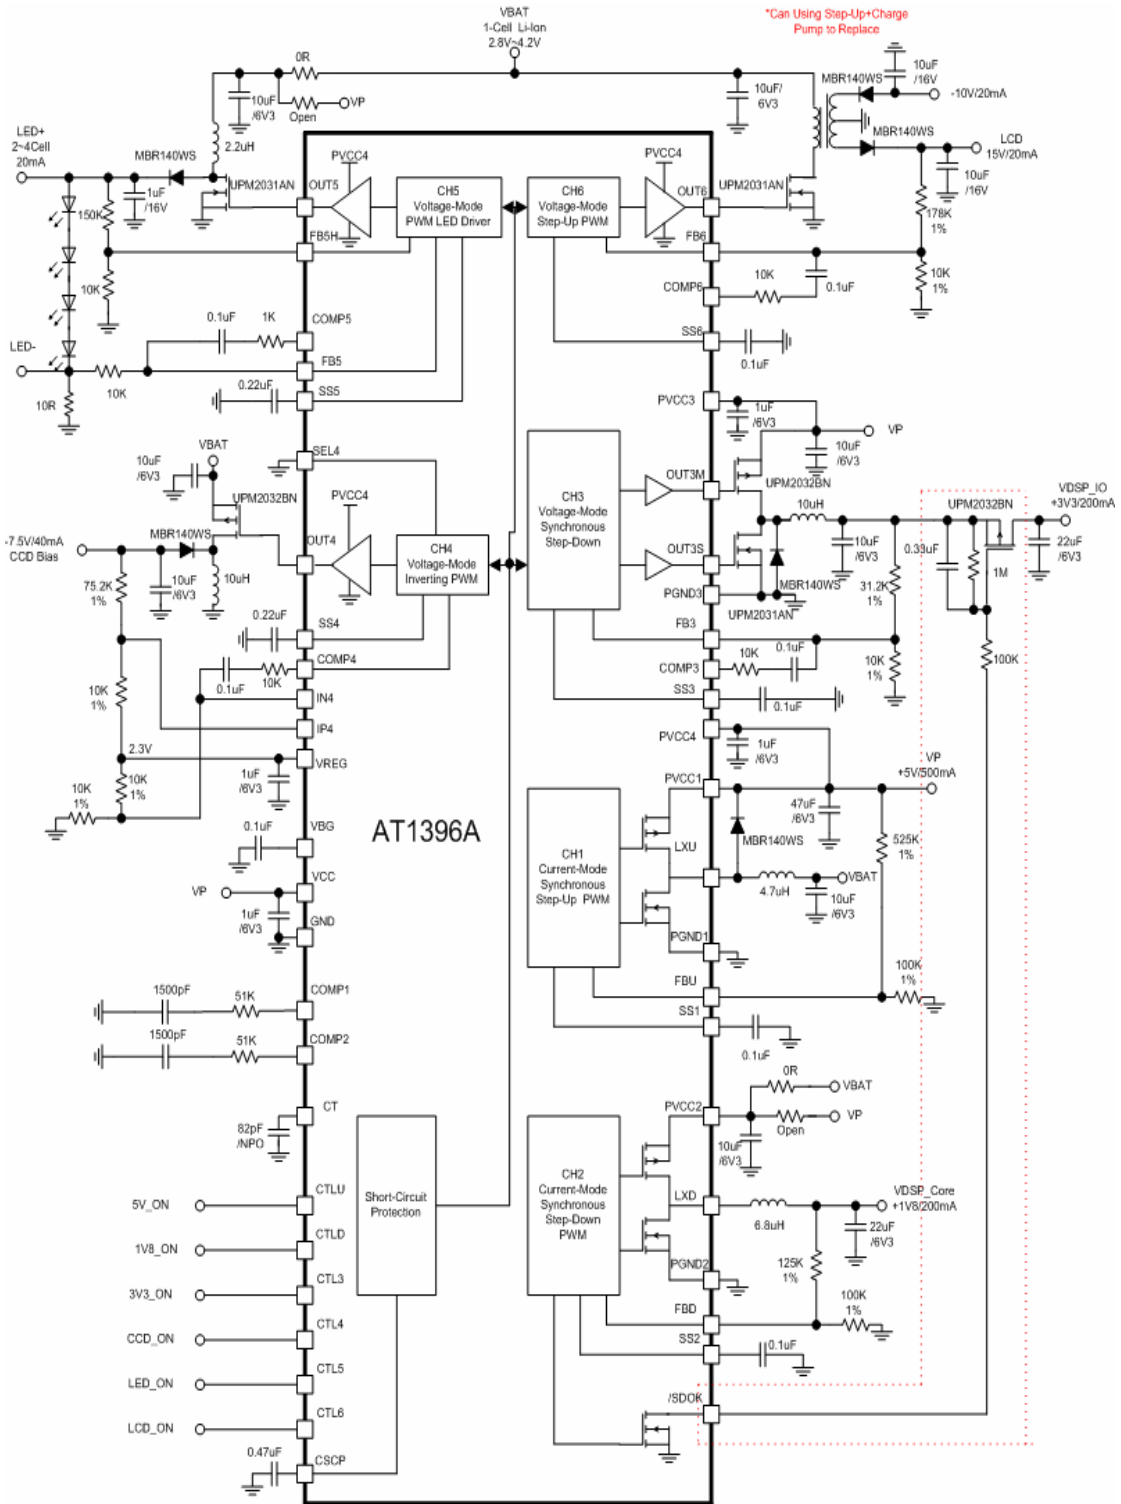 VBAT
1-Cell Li-Ion
2.8V~4.2V
*Can Using Step-Up+Charge
Pump to Replace
0R
10uF
/6V3
Open
VP
2.2uH
LED+
2~4Cell
20mA
MBR140WS
1uF
/16V
150K
10K
UPM2031AN
OUT5
PVCC4
CH5
Voltage-Mode
PWM LED Driver
FB5H
CH6
Voltage-Mode
Step-Up PWM
PVCC4
OUT6
UPM2031AN
10uF/
6V3
MBR140WS
10uF
/16V
-10V/20mA
MBR140WS
LCD
15V/20mA
10uF
/16V
178K
1%
FB6
10K
1%
COMP6
10K
0.1uF
SS6
0.1uF
0.1uF
1K
COMP5
LED-
FB5
10K
10R
0.22uF
SS5
PVCC3
1uF
/6V3
VP
10uF
/6V3
VBAT
SEL4
10uF
/6V3
UPM2032BN
PVCC4
OUT4
-7.5V/40mA
CCD Bias
MBR140WS
10uF
/6V3
10uH
CH4
Voltage-Mode
Inverting PWM
75.2K
1%
0.22uF
SS4
COMP4
0.1uF
10K
IN4
10K
1%
IP4
2.3V
VREG
10K
1%
10K
1%
1uF
/6V3
CH3
Voltage-Mode
Synchronous
Step-Down
OUT3M
UPM2032BN
10uH
OUT3S
MBR140WS
PGND3
UPM2031AN
10uF
/6V3
0.33uF
UPM2032BN
VDSP_IO
+3V3/200mA
22uF
/6V3
1M
31.2K
1%
FB3
0.1uF
10K
COMP3
10K
1%
100K
SS3
0.1uF
PVCC4
1uF
/6V3
VP
+5V/500mA
PVCC1
47uF
/6V3
LXU
MBR140WS
525K
1%
CH1
Current-Mode
Synchronous
Step-Up PWM
4.7uH
VBAT
10uF
/6V3
PGND1
FBU
100K
1%
SS1
0.1uF
AT1396A
0.1uF
VBG
VP
VCC
1uF
/6V3
GND
1500pF
51K
COMP1
1500pF
51K
COMP2
CT
82pF
/NPO
Short-Circuit
Protection
5V_ON
CTLU
1V8_ON
CTLD
3V3_ON
CTL3
CCD_ON
CTL4
LED_ON
CTL5
LCD_ON
CTL6
0.47uF
CSCP
0R
VBAT
PVCC2
VP
Open
10uF
/6V3
CH2
Current-Mode
Synchronous
Step-Down
PWM
LXD
6.8uH
VDSP_Core
+1V8/200mA
22uF
/6V3
PGND2
125K
1%
FBD
100K
1%
SS2
0.1uF
/SDOK